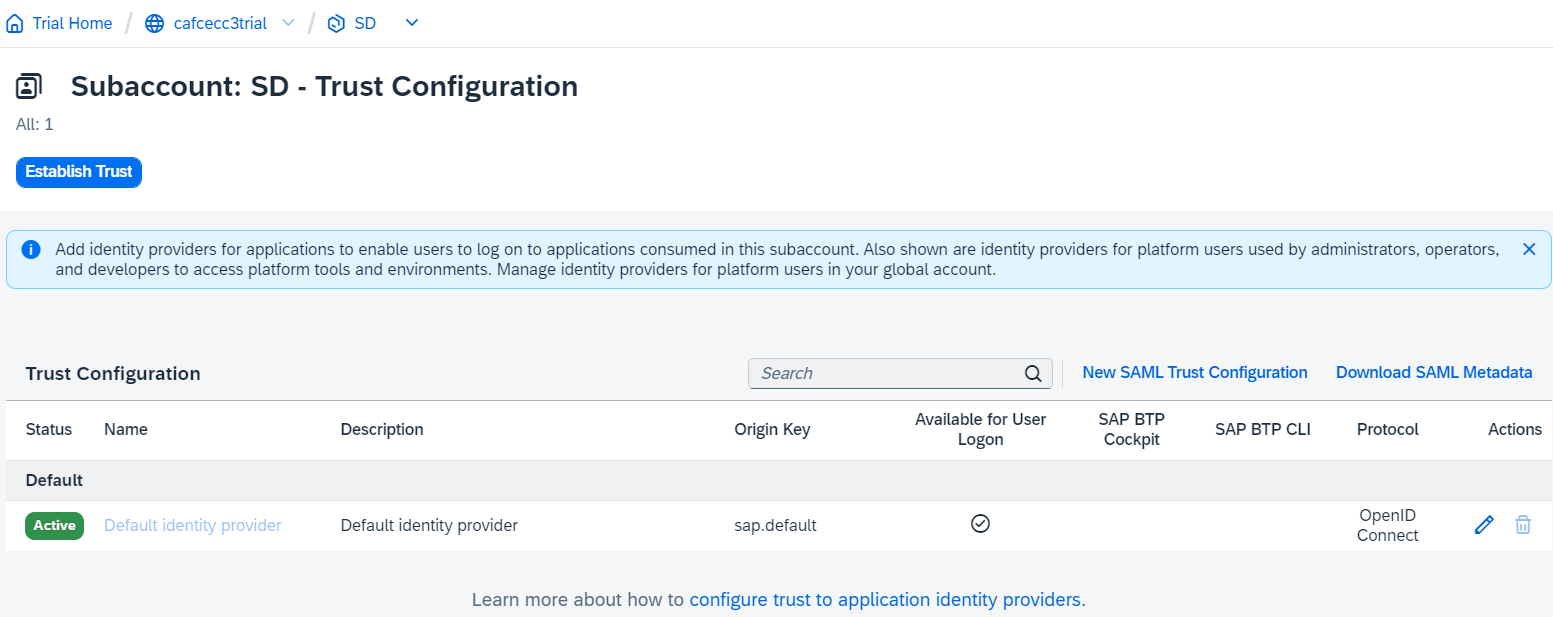 Trial Home / cafcecc3trial / SD
Subaccount: SD - Trust Configuration
All: 1
Establish Trust
Add identity providers for applications to enable users to log on to applications consumed in this subaccount. Also shown are identity providers for platform users used by administrators, operators,
and developers to access platform tools and environments. Manage identity providers for platform users in your global account.
Trust Configuration Search New SAML Trust Configuration Download SAML Metadata
Status Name Description Origin Key Available for User Logon SAP BTP Cockpit SAP BTP CLI Protocol Actions
Default
Active Default identity provider Default identity provider sap.default OpenID Connect
Learn more about how to configure trust to application identity providers.